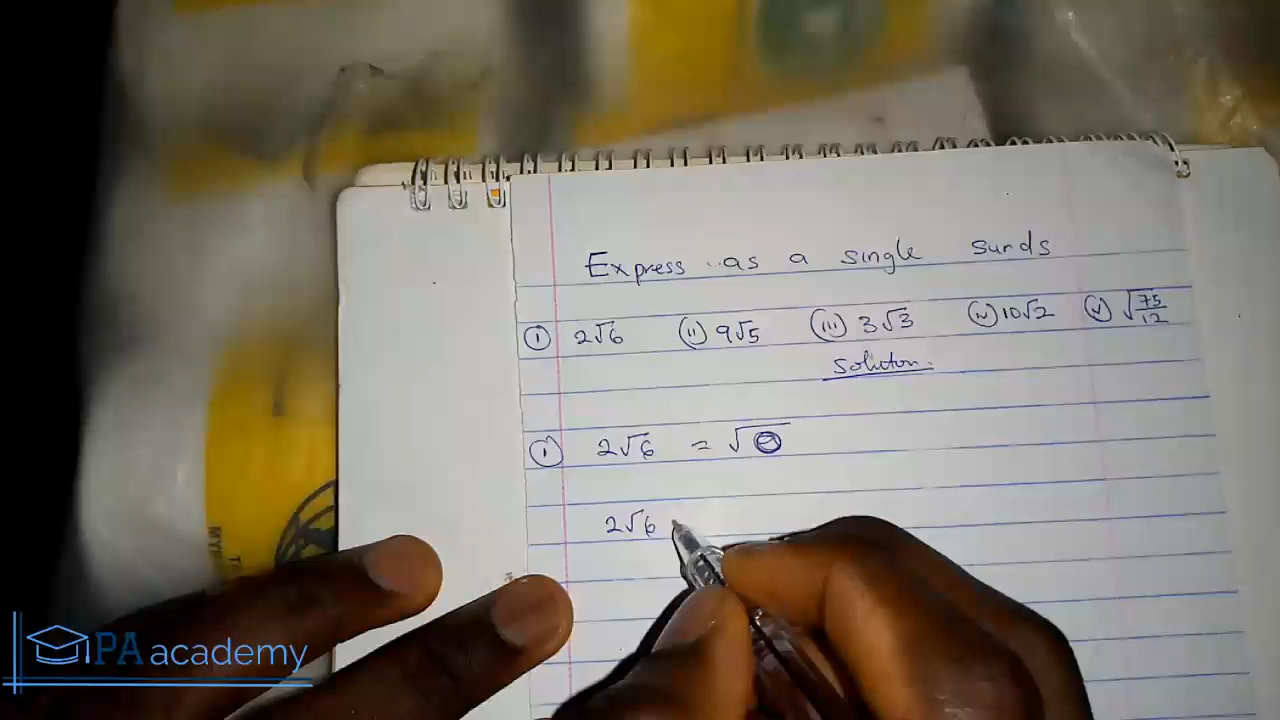 Express as a single surds
(i) 2√6 (ii) 9√5 (iii) 3√3 (iv) 10√2 (v) √75/12
Soluton:
(i) 2√6 = √
2√6
PA academy